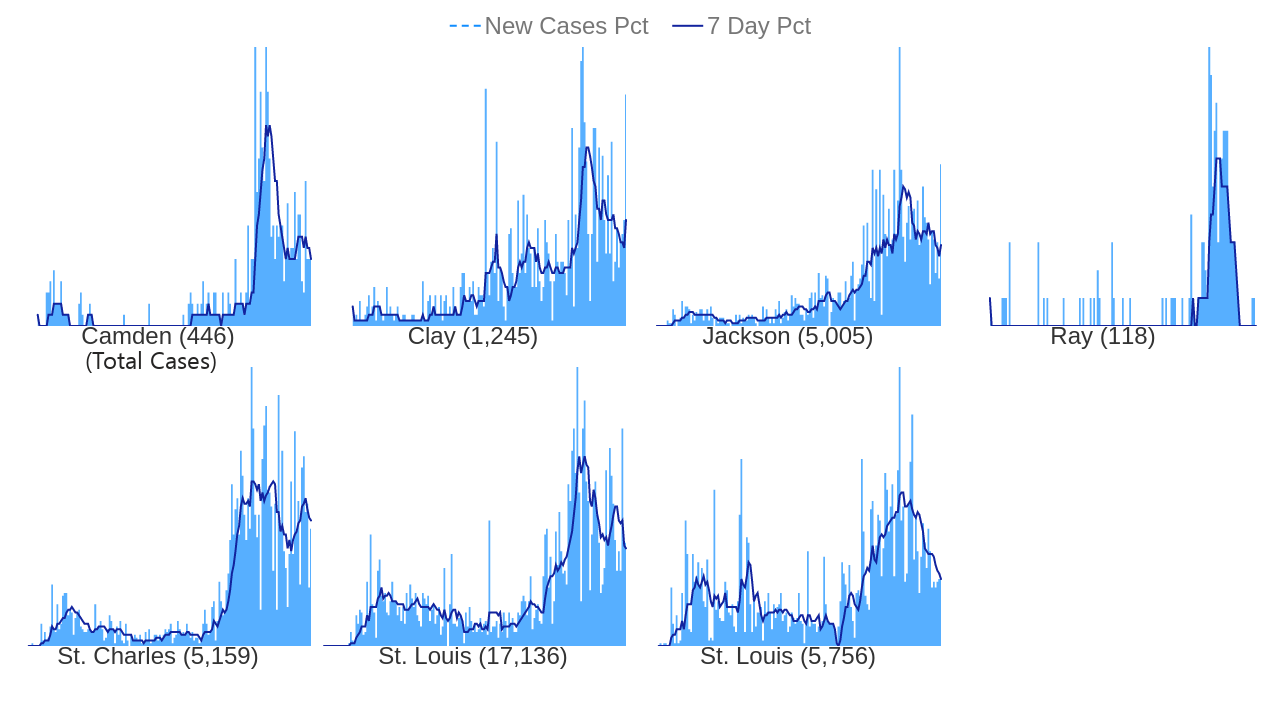 New Cases Pct 7 Day Pct
Camden (446) Clay (1,245) Jackson (5,005) Ray (118)
(Total Cases)
St. Charles (5,159) St. Louis (17,136) St. Louis (5,756)